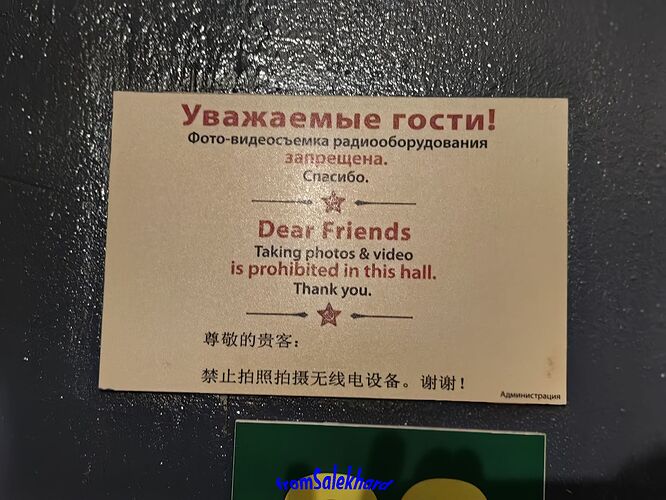 Уважаемые гости!
Фото-видеосъемка радиооборудования
запрещена.
Спасибо.
Dear Friends
Taking photos & video
is prohibited in this hall.
Thank you.
尊敬的贵客：
禁止拍照拍摄无线电设备。谢谢！
Администрация
fromSalekhard